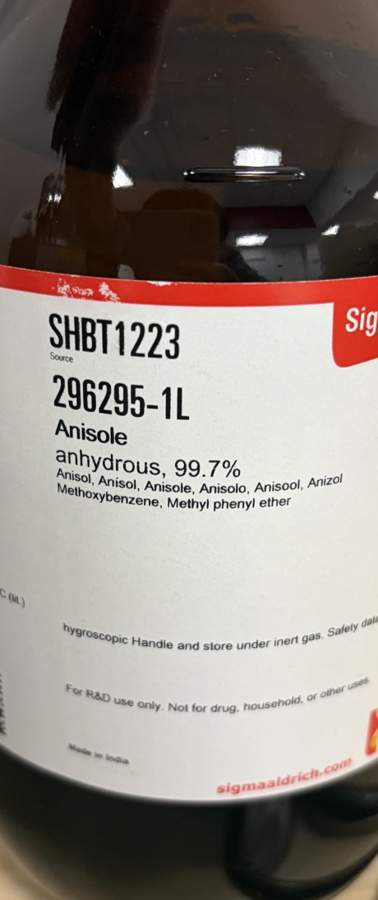 Sig
SHBT1223
Source
296295-1L
Anisole
anhydrous, 99.7%
Anisol, Anisol, Anisole, Anisolo, Anisool, Anizol
Methoxybenzene, Methyl phenyl ether
C (lit.)
hygroscopic Handle and store under inert gas. Safety data
For R&D use only. Not for drug, household, or other uses.
Made in India
sigmaaldrich.com